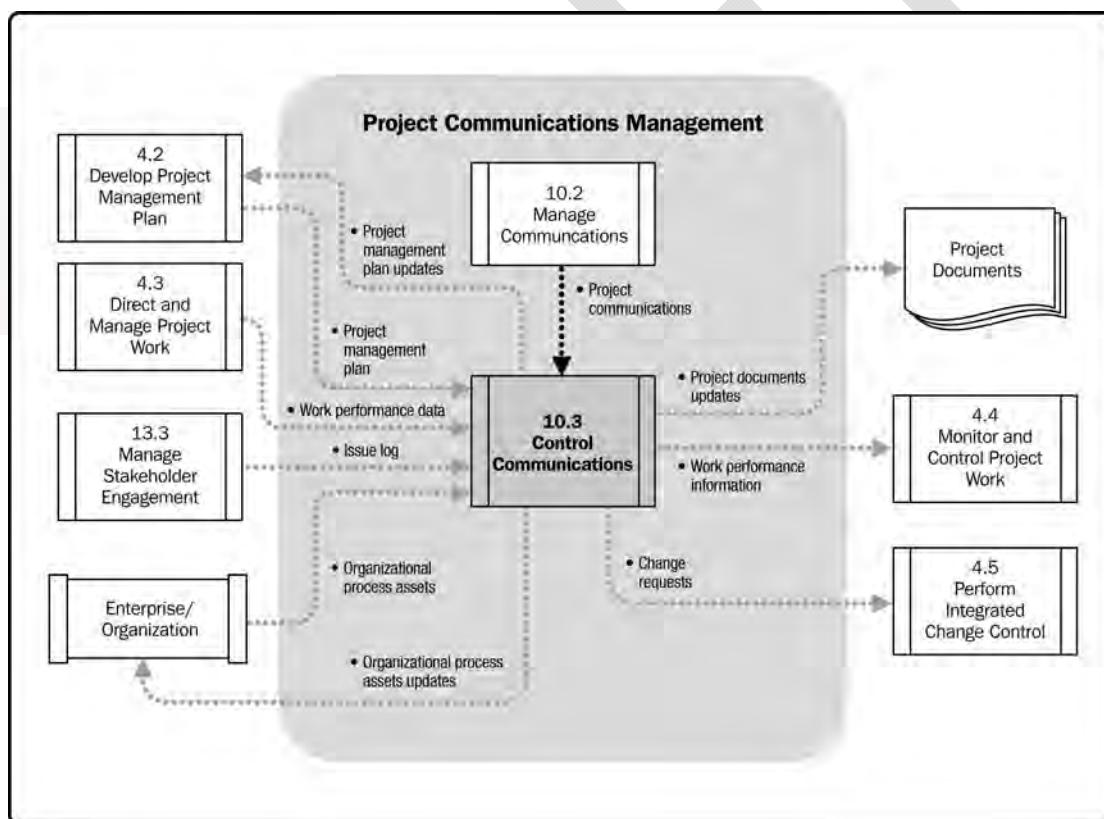 Project Communications Management
4.2
Develop Project
Management
Plan
10.2
Manage
Communcations
• Project
management
plan updates
Project
Documents
4.3
Direct and
Manage Project
Work
• Project
communications
• Project
management
plan
• Project documents
updates
• Work performance data
10.3
Control
Communications
4.4
Monitor and
Control Project
Work
13.3
Manage
Stakeholder
Engagement
• Issue log
• Work performance
information
• Organizational
process assets
• Change
requests
4.5
Perform
Integrated
Change Control
Enterprise/
Organization
• Organizational process
assets updates